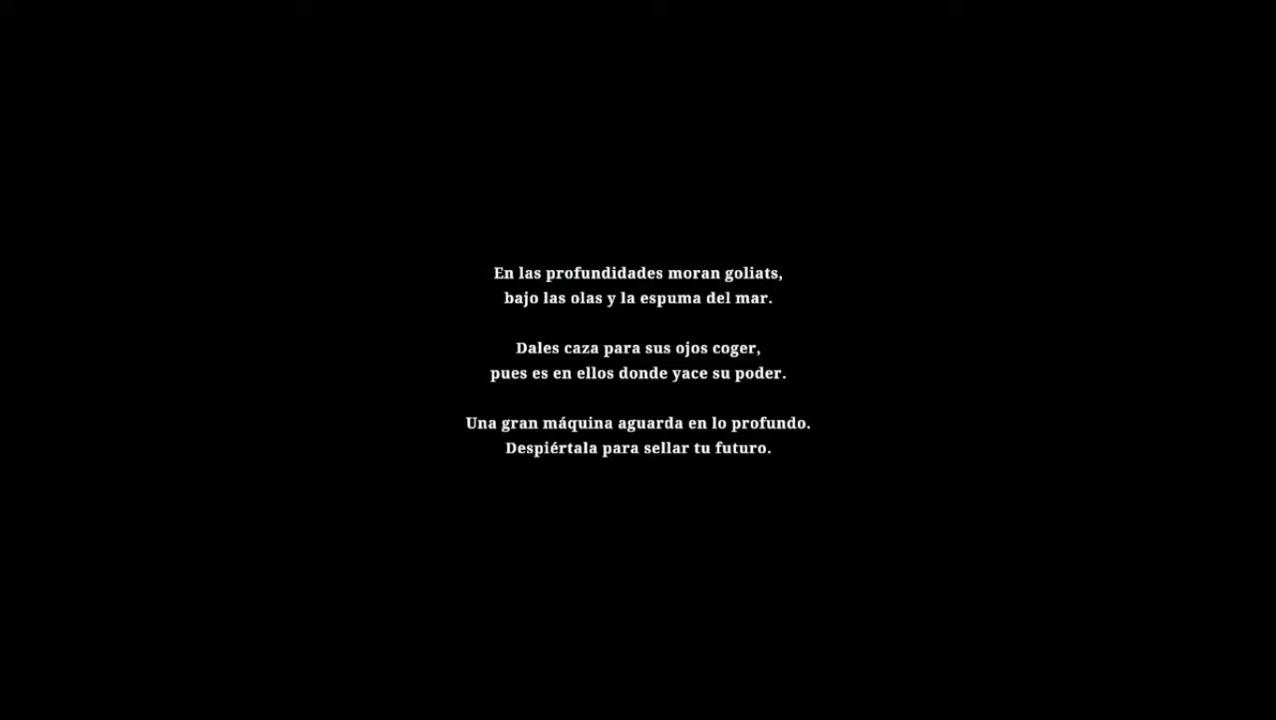 En las profundidades moran goliats,
bajo las olas y la espuma del mar.
Dales caza para sus ojos coger,
pues es en ellos donde yace su poder.
Una gran máquina aguarda en lo profundo.
Despiértala para sellar tu futuro.